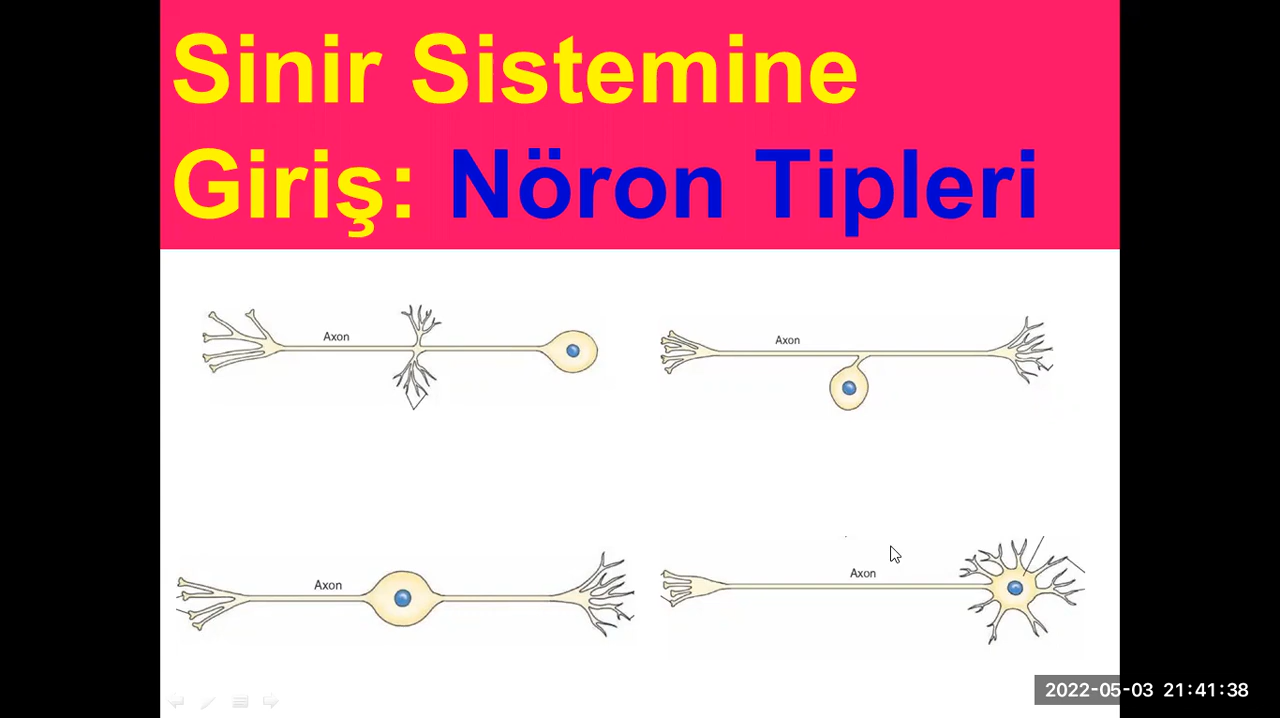 Sinir Sistemine
Giriş: Nöron Tipleri
Axon
Axon
Axon
Axon
2022-05-03 21:41:38